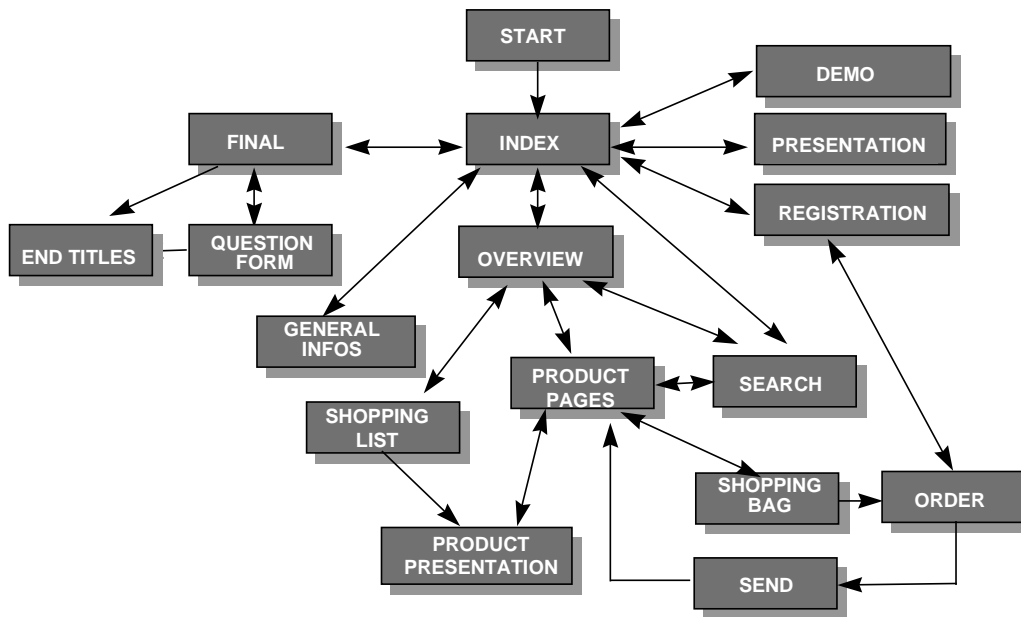 START
DEMO
FINAL
INDEX
PRESENTATION
REGISTRATION
END TITLES
QUESTION
FORM
OVERVIEW
GENERAL
INFOS
PRODUCT
PAGES
SEARCH
SHOPPING
LIST
SHOPPING
BAG
ORDER
PRODUCT
PRESENTATION
SEND